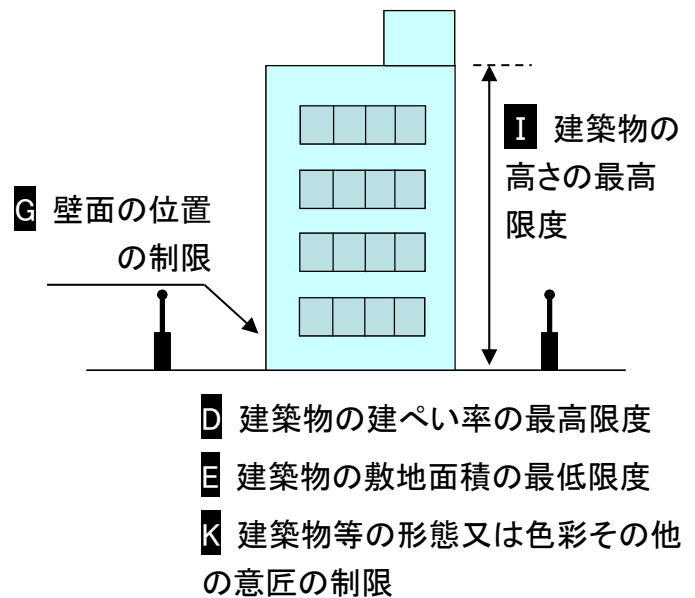 I 建築物の
高さの最高
限度
G 壁面の位置
の制限
D 建築物の建ぺい率の最高限度
E 建築物の敷地面積の最低限度
K 建築物等の形態又は色彩その他
の意匠の制限